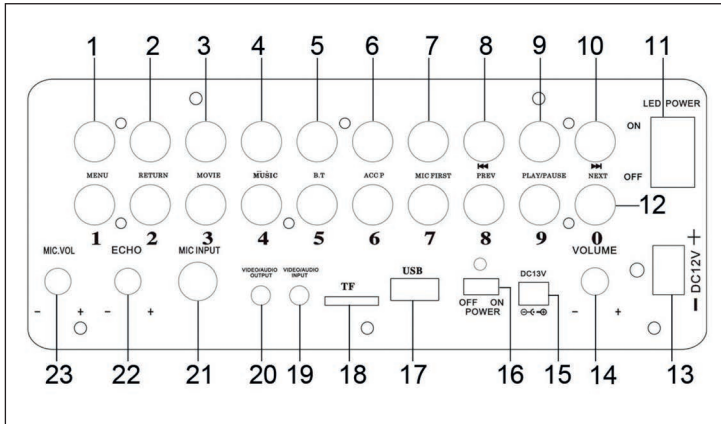 1 2 3 4 5 6 7 8 9 10 11
LED POWER
ON
OFF
MENU RETURN MOVIE MUSIC B.T ACC P MIC FIRST PREV PLAY/PAUSE NEXT
12
1 2 3 4 5 6 7 8 9 0
MIC.VOL ECHO MIC INPUT VIDEO/AUDIO OUTPUT VIDEO/AUDIO INPUT TF USB OFF ON POWER DC13V VOLUME DC12V
- + - + - + - +
23 22 21 20 19 18 17 16 15 14 13